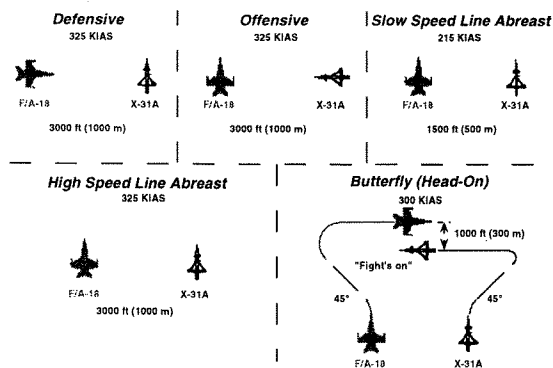 Defensive
325 KIAS
F/A-18
X-31A
3000 ft (1000 m)
Offensive
325 KIAS
F/A-18
X-31A
3000 ft (1000 m)
Slow Speed Line Abreast
215 KIAS
F/A-18
X-31A
1500 ft (500 m)
High Speed Line Abreast
325 KIAS
F/A-18
X-31A
3000 ft (1000 m)
Butterfly (Head-On)
300 KIAS
1000 ft (300 m)
"Fight's on"
45°
45°
F/A-18
X-31A